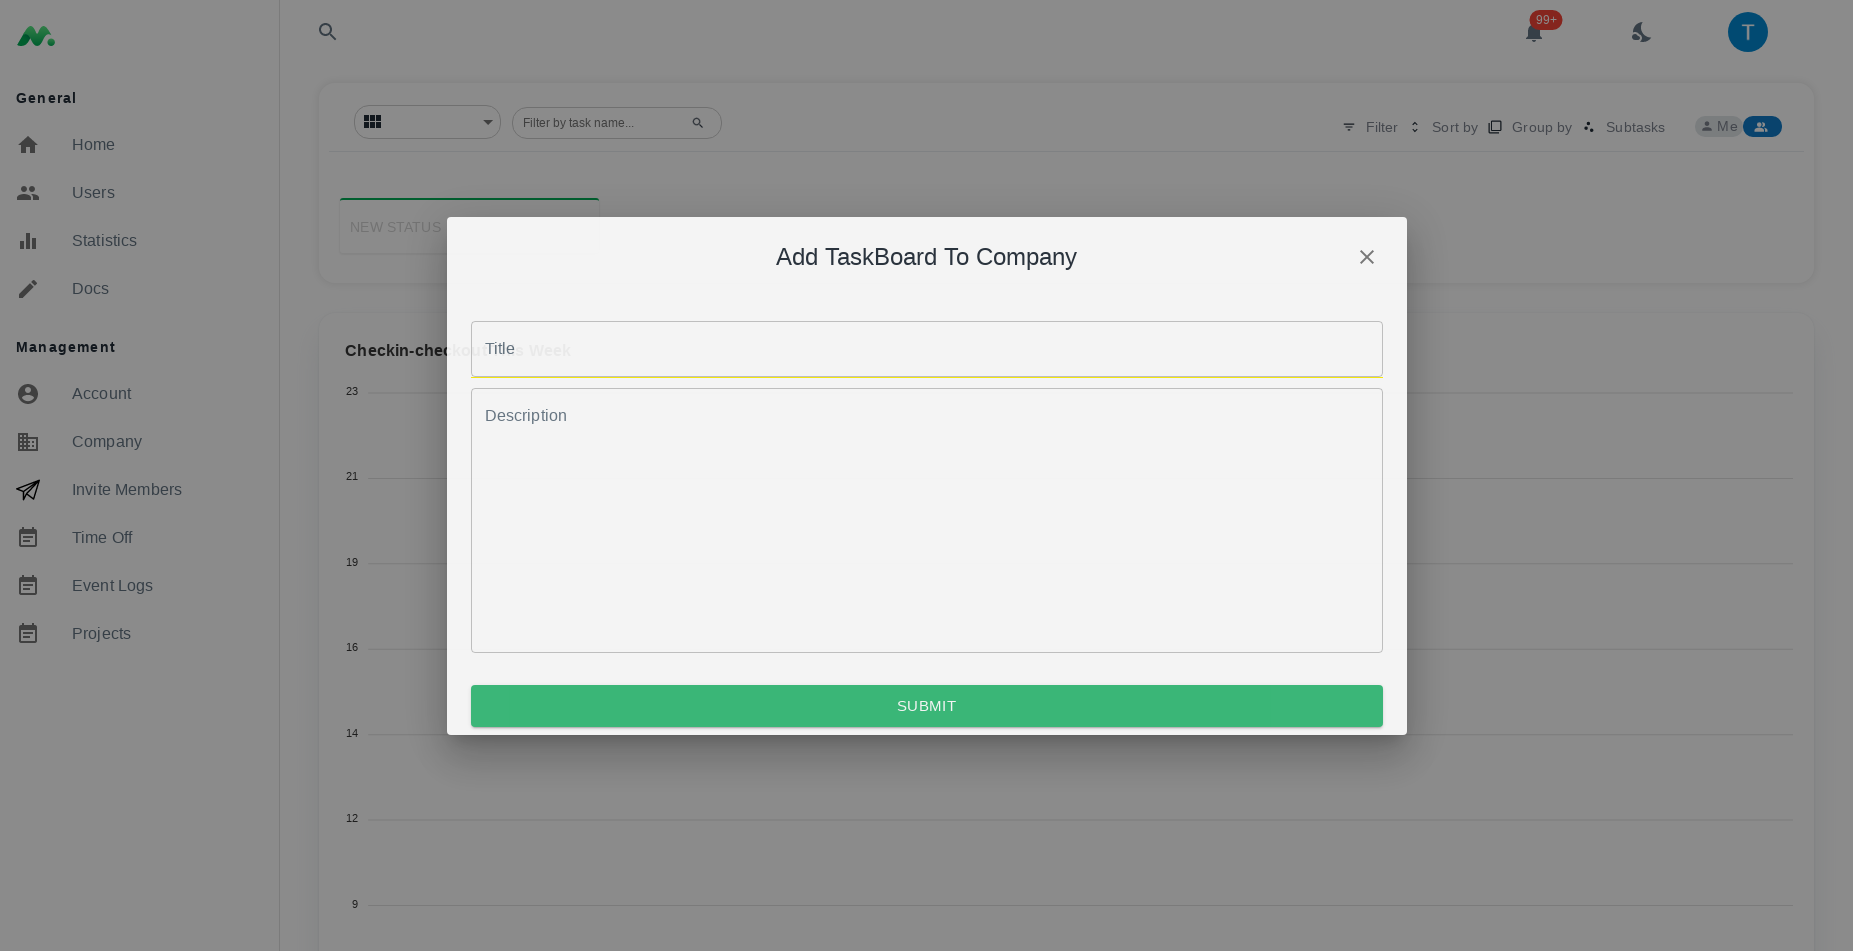 99+
T
General
Home
Users
Statistics
Docs
Management
Account
Company
Invite Members
Time Off
Event Logs
Projects
Filter by task name...
Filter
Sort by
Group by
Subtasks
Me
NEW STATUS
Add TaskBoard To Company
Title
Description
SUBMIT
Checkin-checkout This Week
23
21
19
16
14
12
9